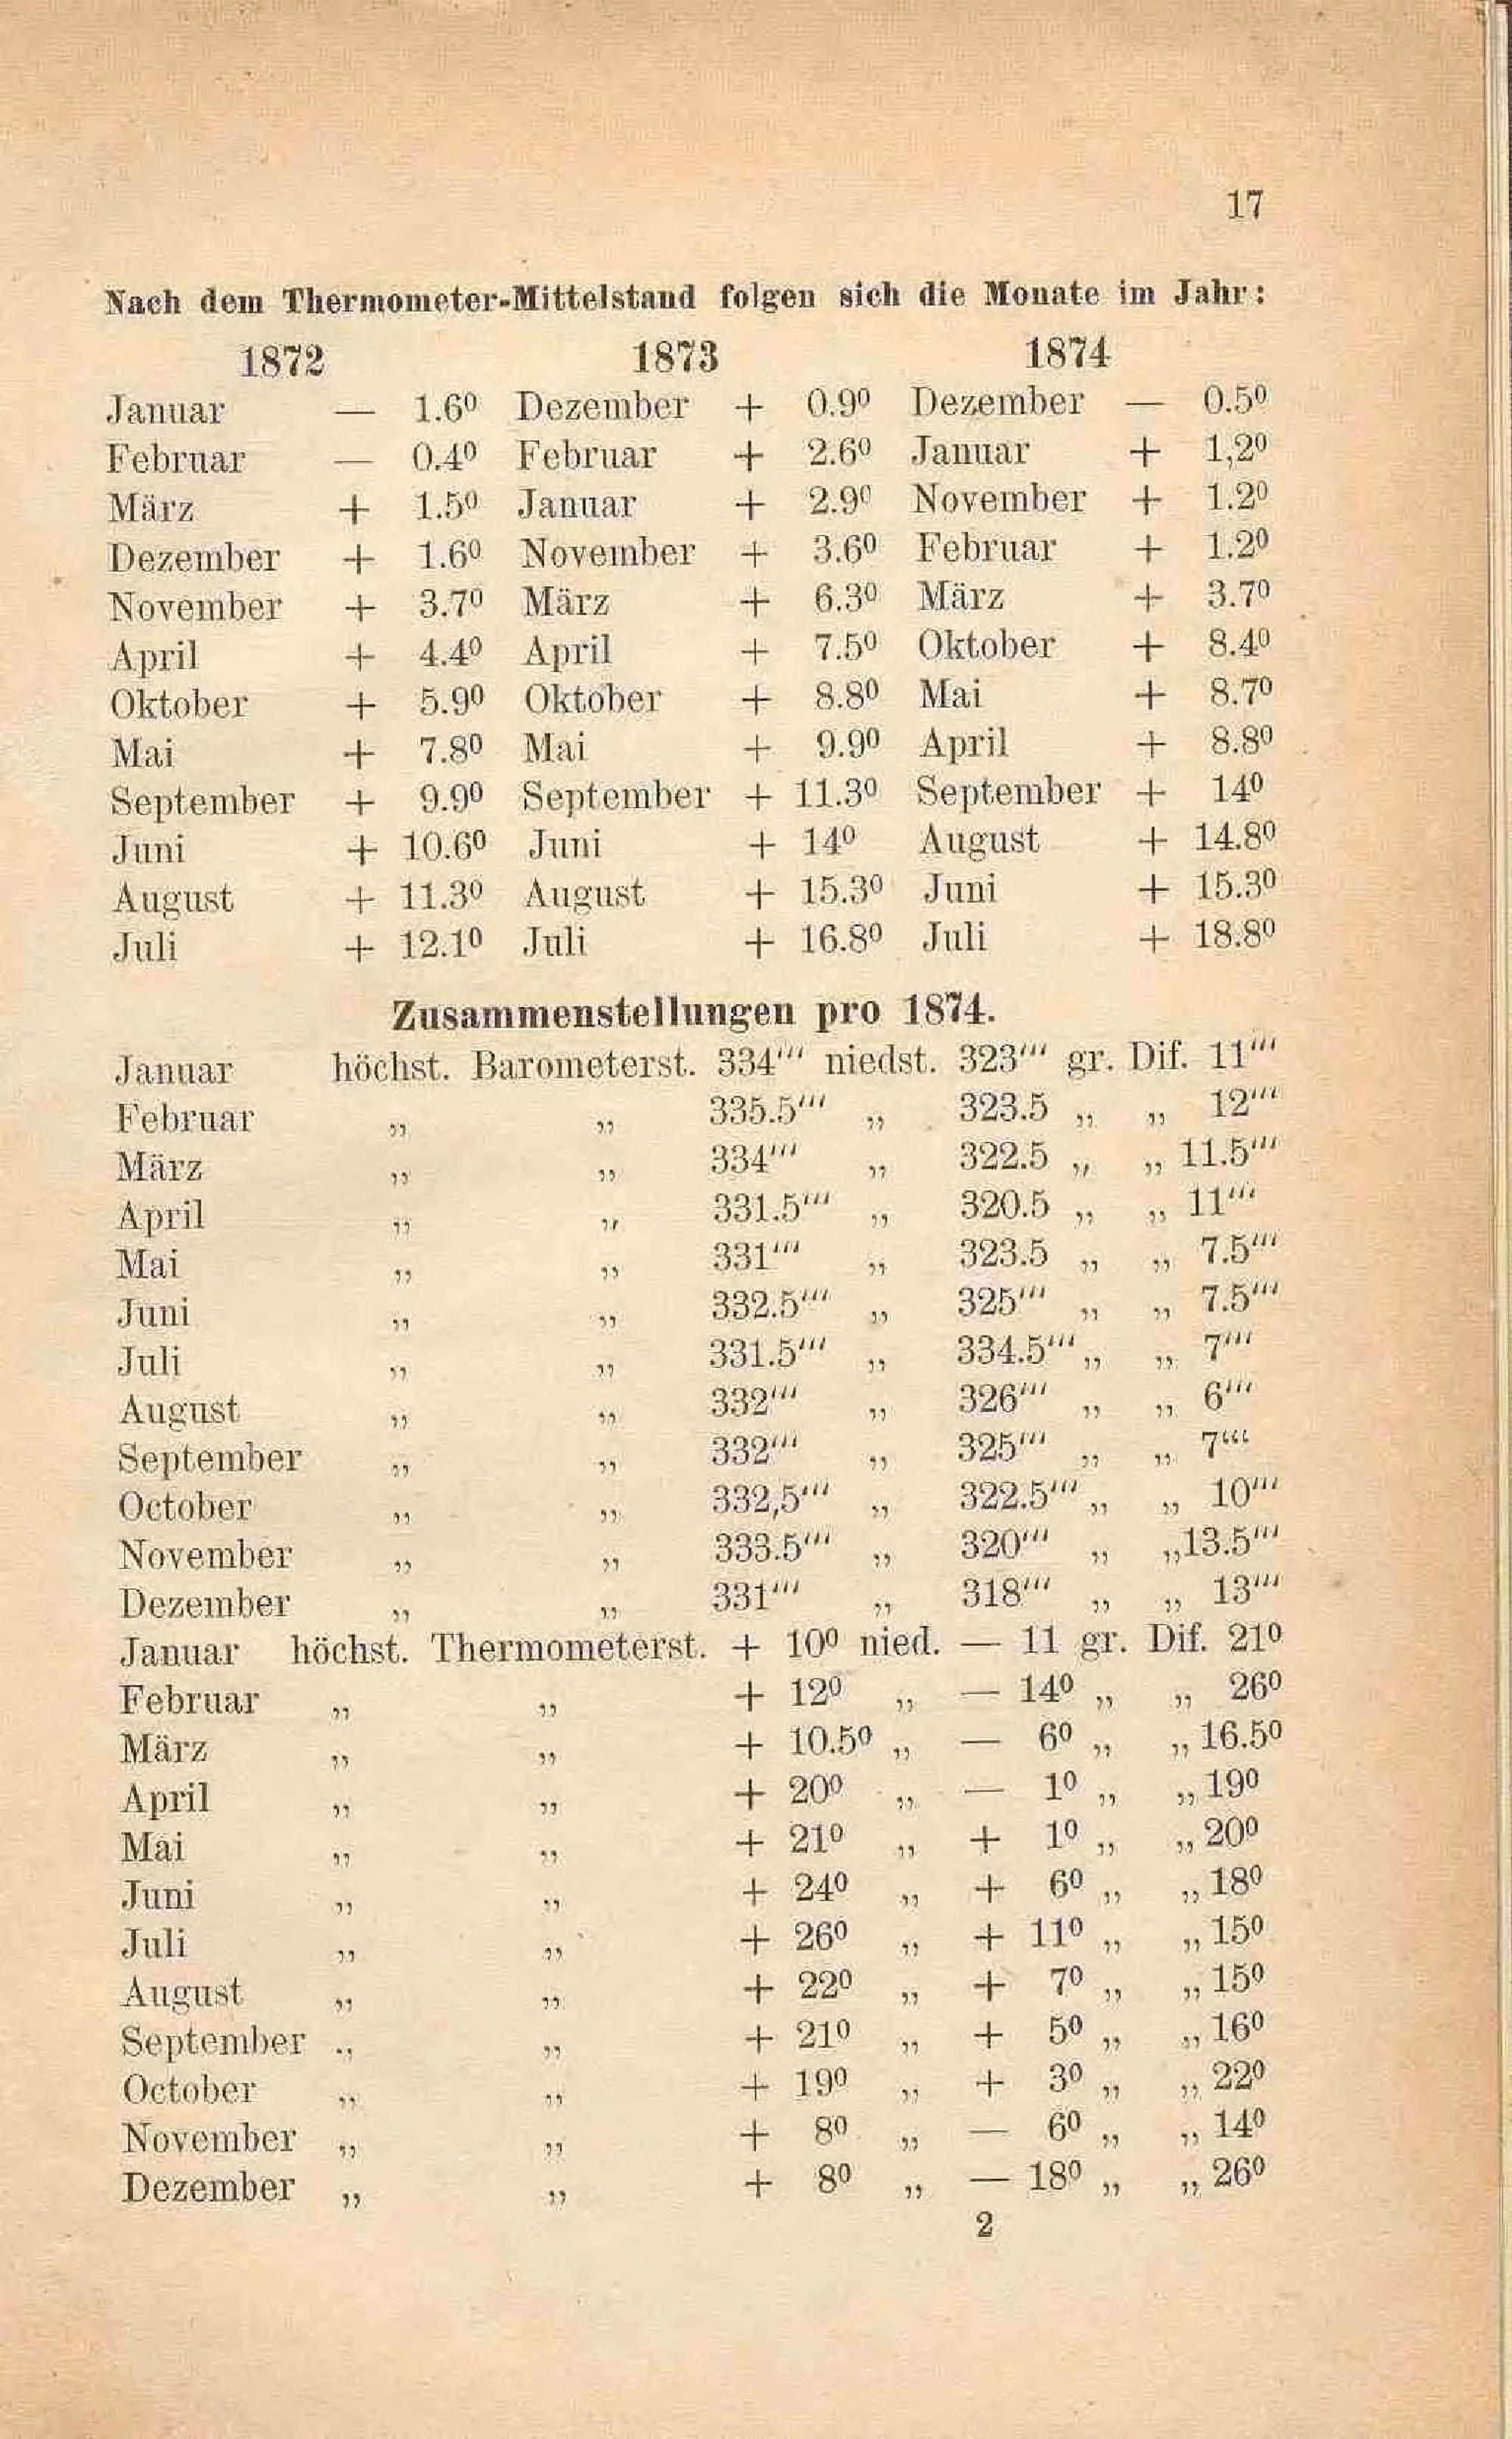 17
Nach dem Thermometer-Mittelstand folgen sich die Monate im Jahr:
1872 1873 1874
Januar — 1.6⁰ Dezember + 0.9⁰ Dezember — 0.5⁰
Februar — 0.4⁰ Februar + 2.6⁰ Januar + 1,2⁰
März + 1.5⁰ Januar + 2.9⁰ November + 1.2⁰
Dezember + 1.6⁰ November + 3.6⁰ Februar + 1.2⁰
November + 3.7⁰ März + 6.3⁰ März + 3.7⁰
April + 4.4⁰ April + 7.5⁰ Oktober + 8.4⁰
Oktober + 5.9⁰ Oktober + 8.8⁰ Mai + 8.7⁰
Mai + 7.8⁰ Mai + 9.9⁰ April + 8.8⁰
September + 9.9⁰ September + 11.3⁰ September + 14⁰
Juni + 10.6⁰ Juni + 14⁰ August + 14.8⁰
August + 11.3⁰ August + 15.3⁰ Juni + 15.3⁰
Juli + 12.1⁰ Juli + 16.8⁰ Juli + 18.8⁰
Zusammenstellungen pro 1874.
Januar höchst. Barometerst. 334‴ niedst. 323‴ gr. Dif. 11‴
Februar „ „ 335.5‴ „ 323.5 „ „ 12‴
März „ „ 334‴ „ 322.5 „ „ 11.5‴
April „ „ 331.5‴ „ 320.5 „ „ 11‴
Mai „ „ 331‴ „ 323.5 „ „ 7.5‴
Juni „ „ 332.5‴ „ 325‴ „ „ 7.5‴
Juli „ „ 331.5‴ „ 334.5‴ „ „ 7‴
August „ „ 332‴ „ 326‴ „ „ 6‴
September „ „ 332‴ „ 325‴ „ „ 7‴
October „ „ 332,5‴ „ 322.5‴ „ „ 10‴
November „ „ 333.5‴ „ 320‴ „ „ 13.5‴
Dezember „ „ 331‴ „ 318‴ „ „ 13‴
Januar höchst. Thermometerst. + 10⁰ nied. — 11 gr. Dif. 21⁰
Februar „ „ + 12⁰ „ — 14⁰ „ „ 26⁰
März „ „ + 10.5⁰ „ — 6⁰ „ „ 16.5⁰
April „ „ + 20⁰ „ — 1⁰ „ „ 19⁰
Mai „ „ + 21⁰ „ + 1⁰ „ „ 20⁰
Juni „ „ + 24⁰ „ + 6⁰ „ „ 18⁰
Juli „ „ + 26⁰ „ + 11⁰ „ „ 15⁰
August „ „ + 22⁰ „ + 7⁰ „ „ 15⁰
September „ „ + 21⁰ „ + 5⁰ „ „ 16⁰
October „ „ + 19⁰ „ + 3⁰ „ „ 22⁰
November „ „ + 8⁰ „ — 6⁰ „ „ 14⁰
Dezember „ „ + 8⁰ „ — 18⁰ „ „ 26⁰
2